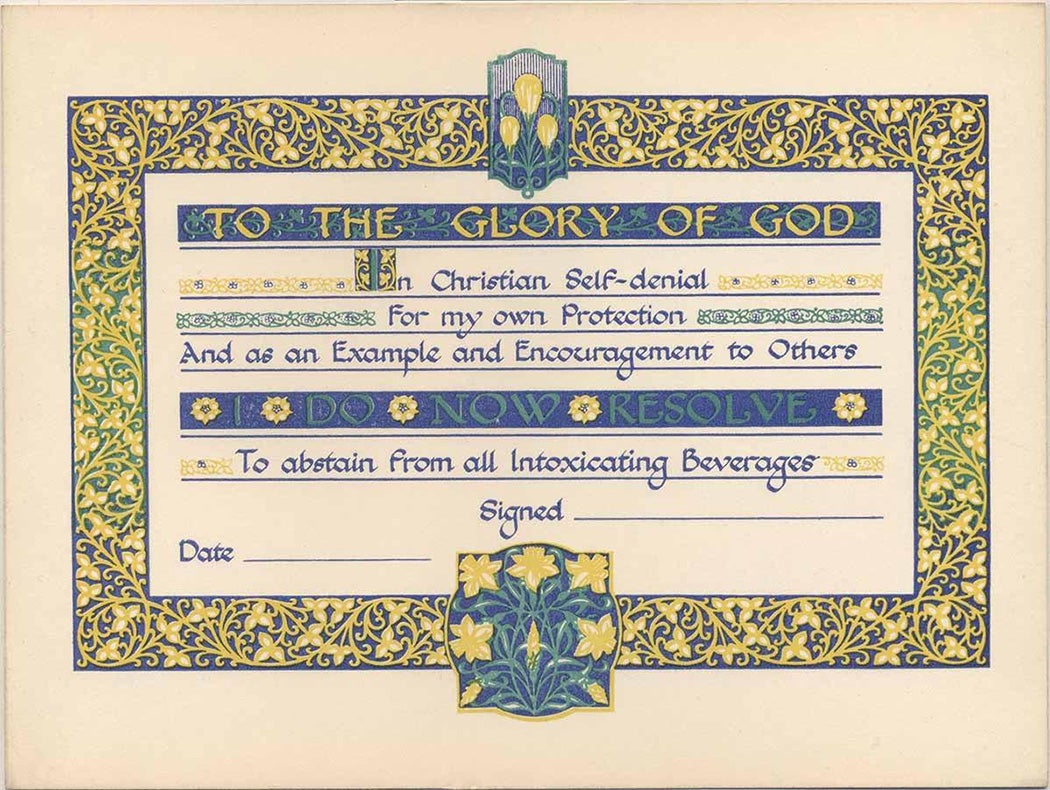 TO THE GLORY OF GOD
In Christian Self-denial
For my own Protection
And as an Example and Encouragement to Others
I DO NOW RESOLVE
To abstain from all Intoxicating Beverages
Signed
Date